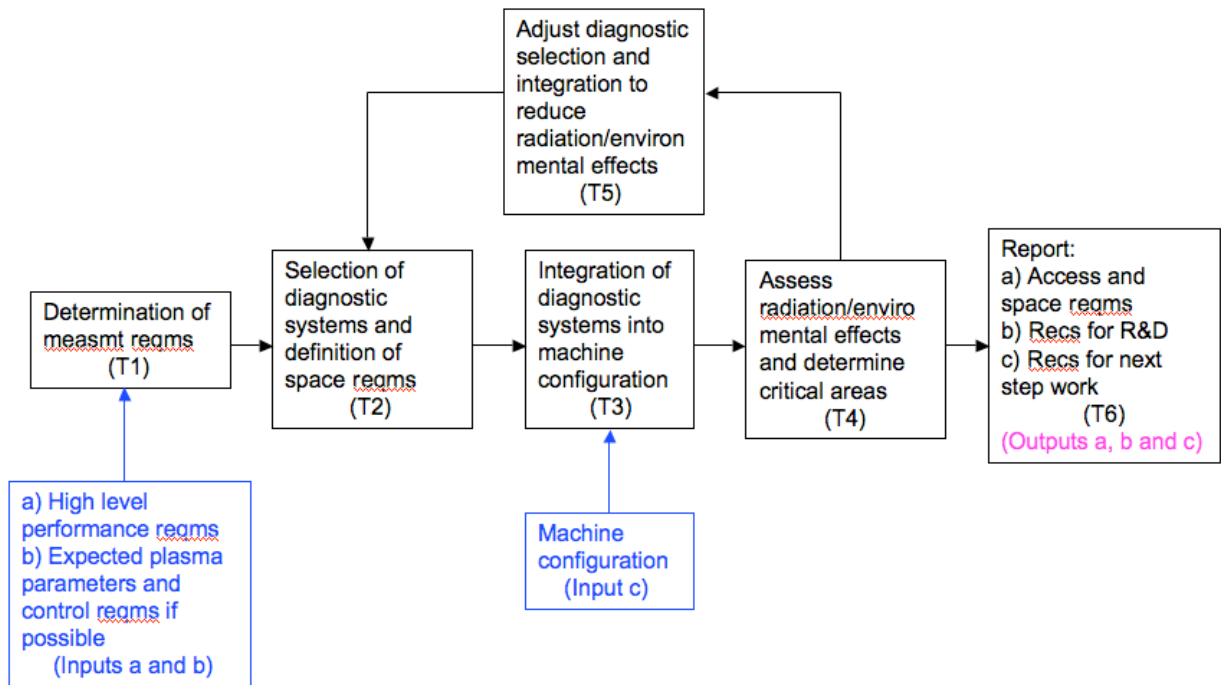 Adjust diagnostic
selection and
integration to
reduce
radiation/environ
mental effects
(T5)
Determination of
measmt reqms
(T1)
Selection of
diagnostic
systems and
definition of
space reqms
(T2)
Integration of
diagnostic
systems into
machine
configuration
(T3)
Assess
radiation/enviro
mental effects
and determine
critical areas
(T4)
Report:
a) Access and
space reqms
b) Recs for R&D
c) Recs for next
step work
(T6)
(Outputs a, b and c)
a) High level
performance reqms
b) Expected plasma
parameters and
control reqms if
possible
(Inputs a and b)
Machine
configuration
(Input c)